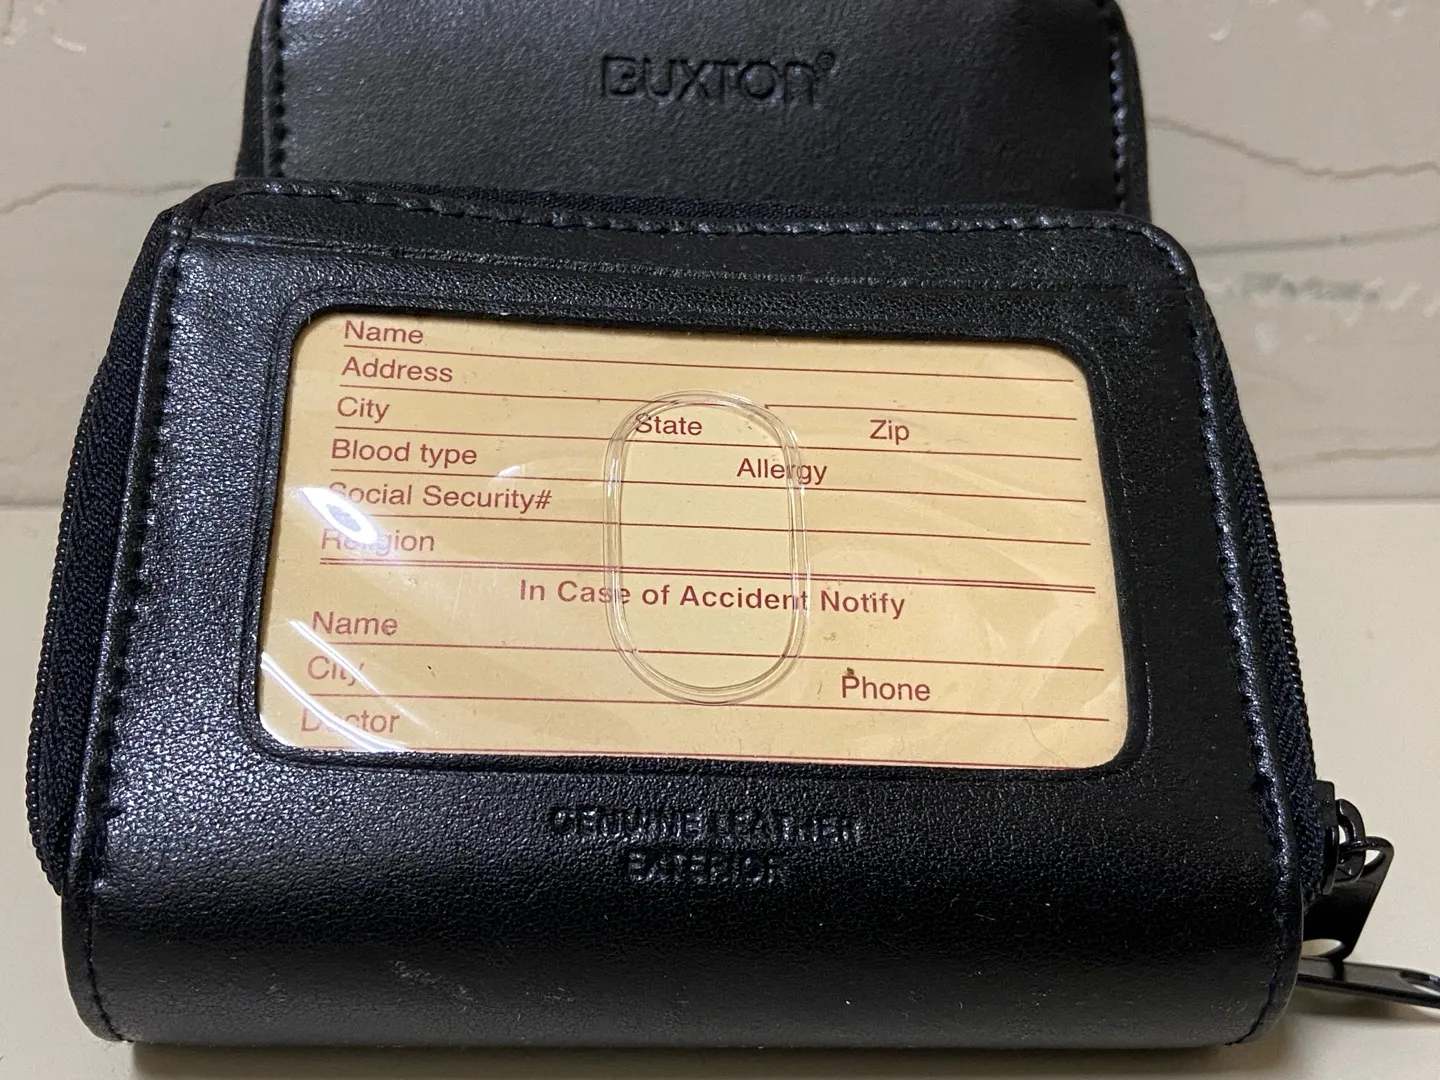 BUXTON®
Name
Address
City State Zip
Blood type Allergy
Social Security#
Religion
In Case of Accident Notify
Name
City Phone
Doctor
GENUINE LEATHER
EXTERIOR